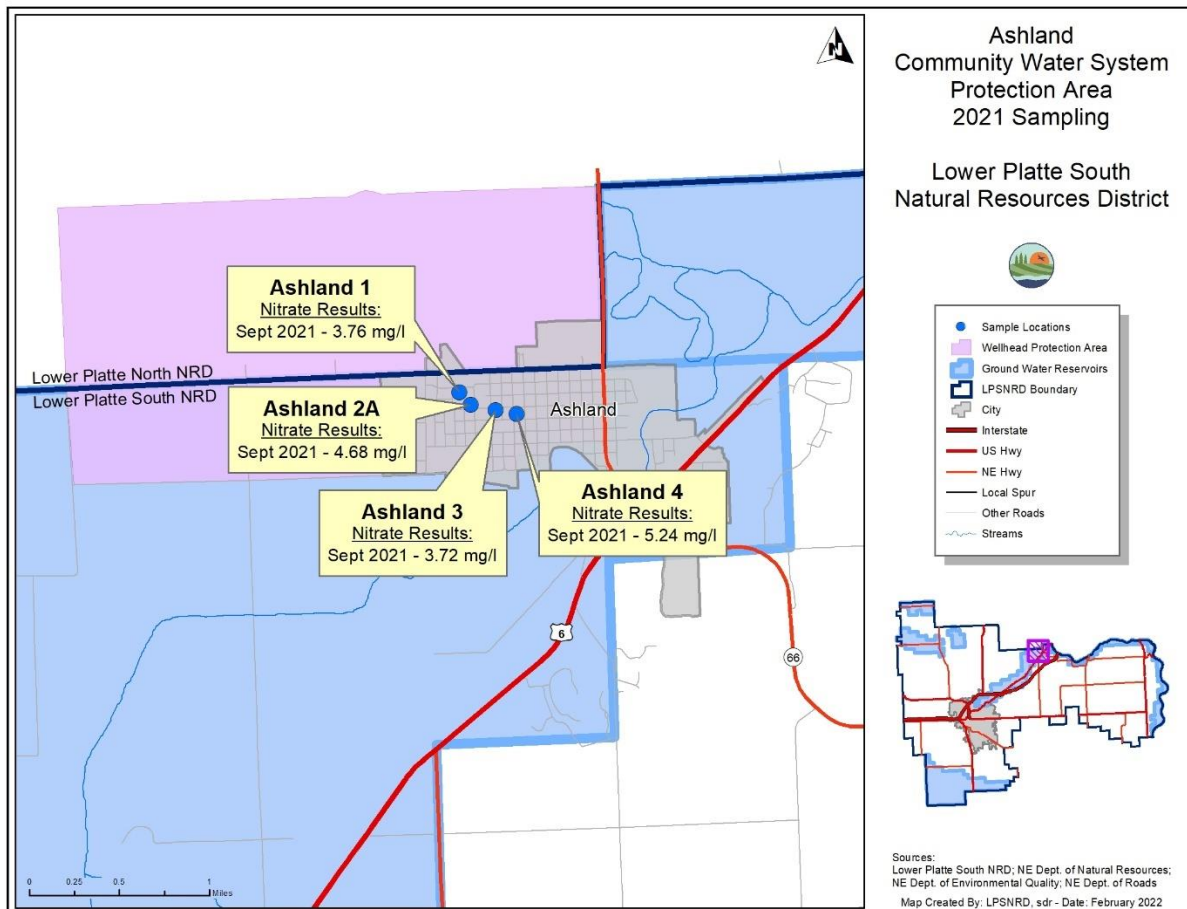 Ashland
Community Water System
Protection Area
2021 Sampling
Lower Platte South
Natural Resources District
N
Ashland 1
Nitrate Results:
Sept 2021 - 3.76 mg/l
Lower Platte North NRD
Lower Platte South NRD
Ashland 2A
Nitrate Results:
Sept 2021 - 4.68 mg/l
Ashland
Ashland 3
Nitrate Results:
Sept 2021 - 3.72 mg/l
Ashland 4
Nitrate Results:
Sept 2021 - 5.24 mg/l
6
66
0 0.25 0.5 1
Miles
Sample Locations
Wellhead Protection Area
Ground Water Reservoirs
LPSNRD Boundary
City
Interstate
US Hwy
NE Hwy
Local Spur
Other Roads
Streams
Sources:
Lower Platte South NRD; NE Dept. of Natural Resources;
NE Dept. of Environmental Quality; NE Dept. of Roads
Map Created By: LPSNRD, sdr - Date: February 2022